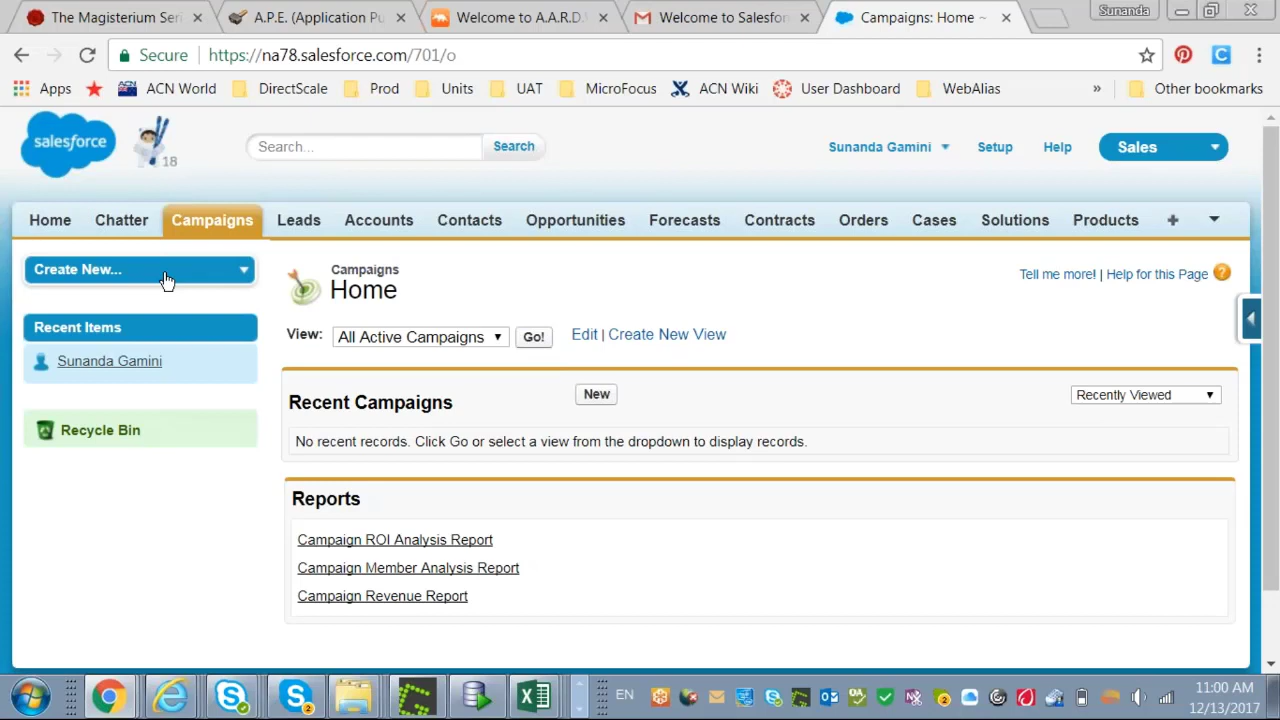 The Magisterium Seri
A.P.E. (Application Pu
Welcome to A.A.R.D.V
Welcome to Salesfor
Campaigns: Home ~
Sunanda
Secure
https://na78.salesforce.com/701/o
Apps
ACN World
DirectScale
Prod
Units
UAT
MicroFocus
ACN Wiki
User Dashboard
WebAlias
»
Other bookmarks
salesforce
18
Search...
Search
Sunanda Gamini
Setup
Help
Sales
Home
Chatter
Campaigns
Leads
Accounts
Contacts
Opportunities
Forecasts
Contracts
Orders
Cases
Solutions
Products
+
Create New...
Recent Items
Sunanda Gamini
Recycle Bin
Campaigns
Home
Tell me more! | Help for this Page ?
View: All Active Campaigns Go! Edit | Create New View
Recent Campaigns
New
Recently Viewed
No recent records. Click Go or select a view from the dropdown to display records.
Reports
Campaign ROI Analysis Report
Campaign Member Analysis Report
Campaign Revenue Report
EN
11:00 AM
12/13/2017